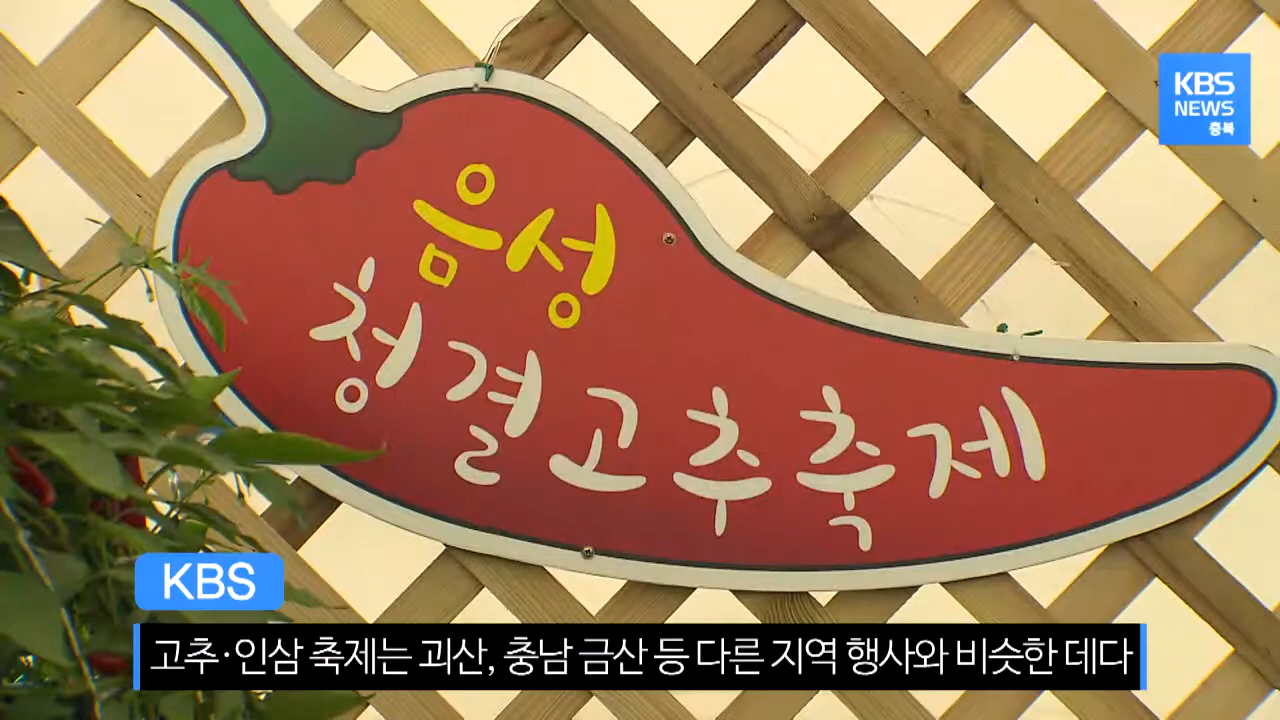 KBS
NEWS
충북
음성
청결고추축제
KBS
고추·인삼 축제는 괴산, 충남 금산 등 다른 지역 행사와 비슷한 데다